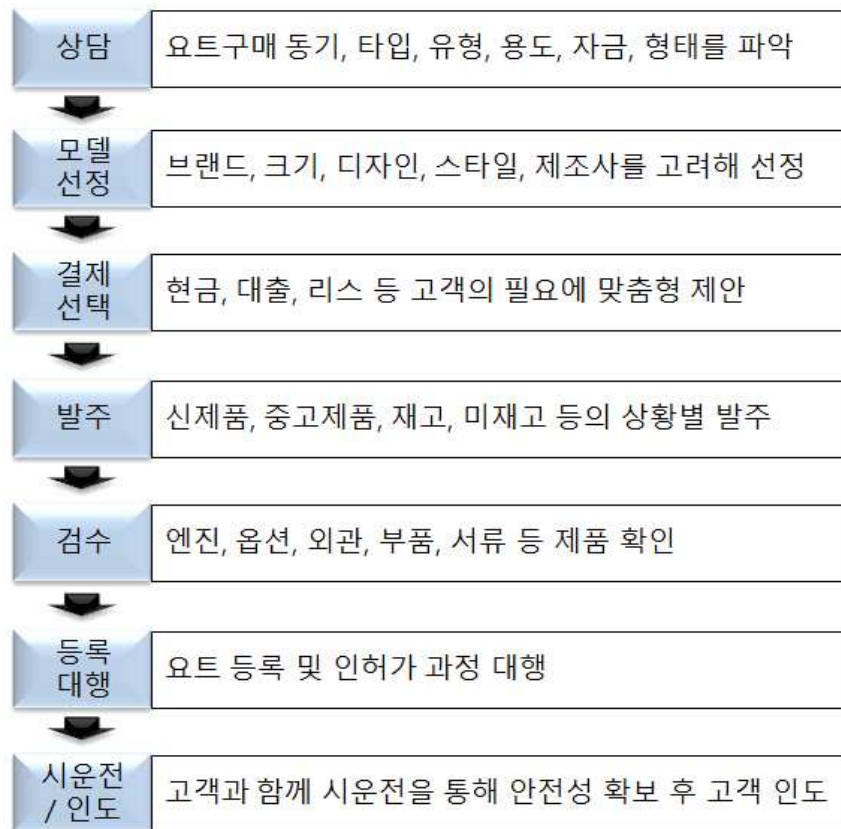 상담
요트구매 동기, 타입, 유형, 용도, 자금, 형태를 파악
모델
선정
브랜드, 크기, 디자인, 스타일, 제조사를 고려해 선정
결제
선택
현금, 대출, 리스 등 고객의 필요에 맞춤형 제안
발주
신제품, 중고제품, 재고, 미재고 등의 상황별 발주
검수
엔진, 옵션, 외관, 부품, 서류 등 제품 확인
등록
대행
요트 등록 및 인허가 과정 대행
시운전
/ 인도
고객과 함께 시운전을 통해 안전성 확보 후 고객 인도